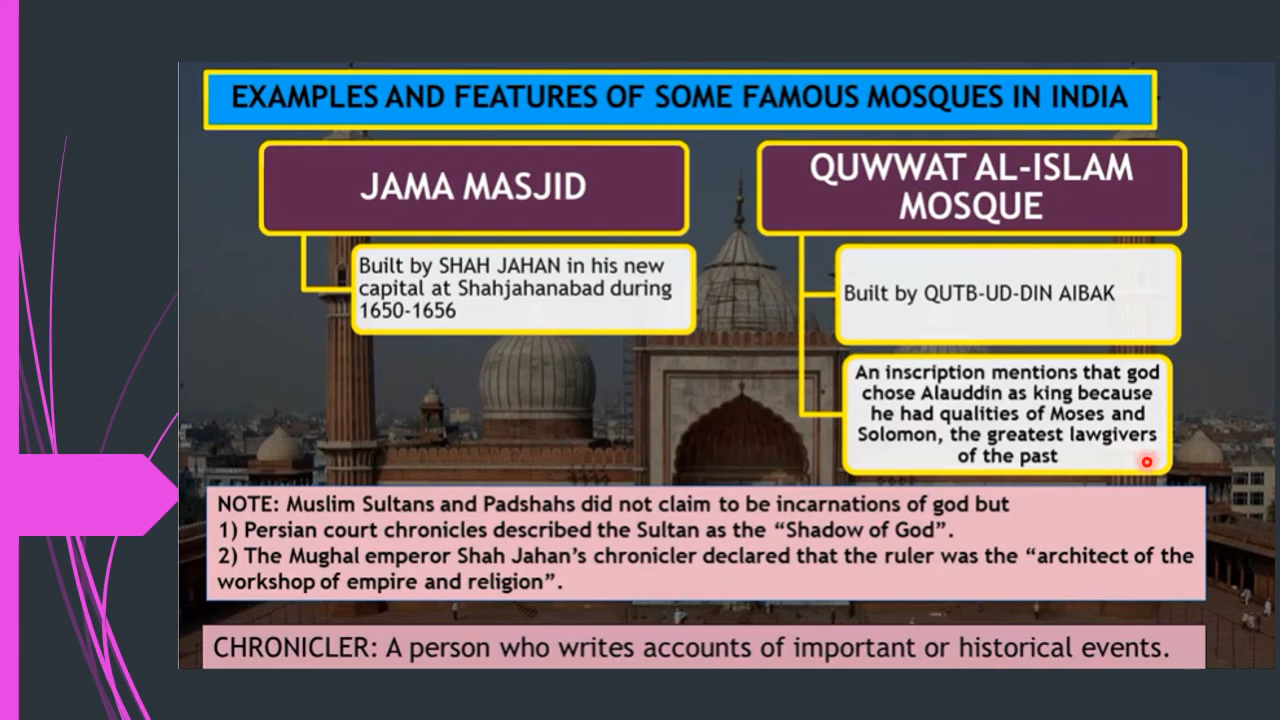 EXAMPLES AND FEATURES OF SOME FAMOUS MOSQUES IN INDIA
JAMA MASJID
Built by SHAH JAHAN in his new
capital at Shahjahanabad during
1650-1656
QUWWAT AL-ISLAM
MOSQUE
Built by QUTB-UD-DIN AIBAK
An inscription mentions that god
chose Alauddin as king because
he had qualities of Moses and
Solomon, the greatest lawgivers
of the past
NOTE: Muslim Sultans and Padshahs did not claim to be incarnations of god but
1) Persian court chronicles described the Sultan as the “Shadow of God”.
2) The Mughal emperor Shah Jahan’s chronicler declared that the ruler was the “architect of the
workshop of empire and religion”.
CHRONICLER: A person who writes accounts of important or historical events.